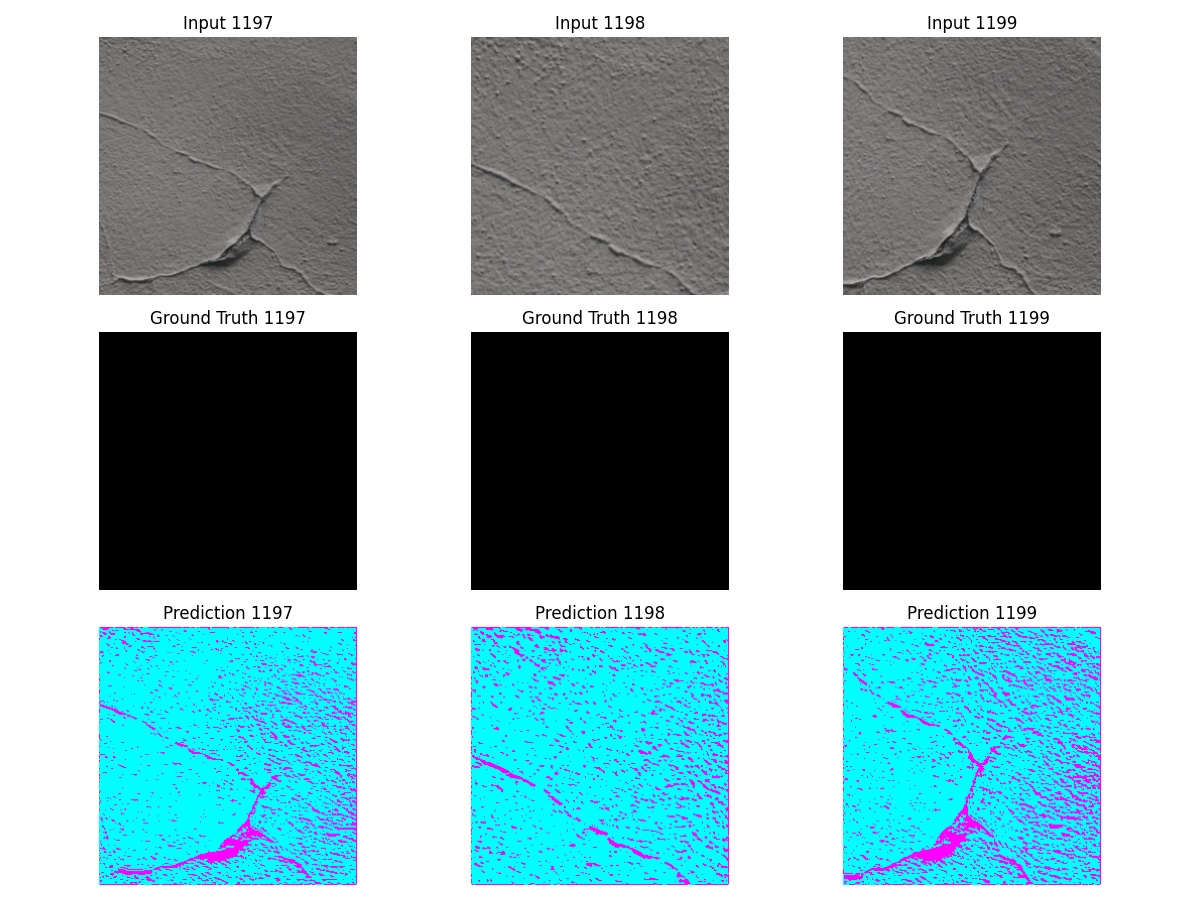 Input 1197
Input 1198
Input 1199
Ground Truth 1197
Ground Truth 1198
Ground Truth 1199
Prediction 1197
Prediction 1198
Prediction 1199